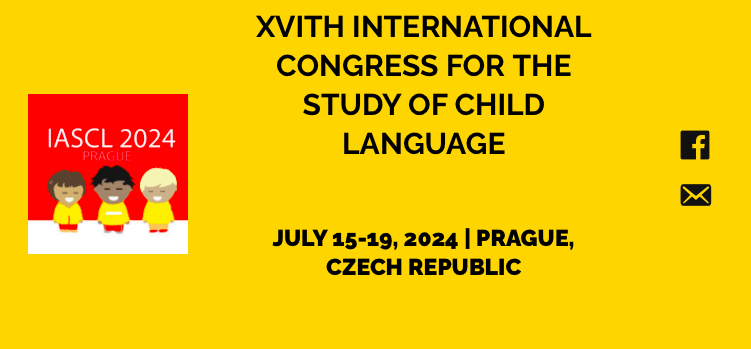 XVITH INTERNATIONAL
CONGRESS FOR THE
STUDY OF CHILD
LANGUAGE
IASCL 2024
PRAGUE
JULY 15-19, 2024 | PRAGUE,
CZECH REPUBLIC